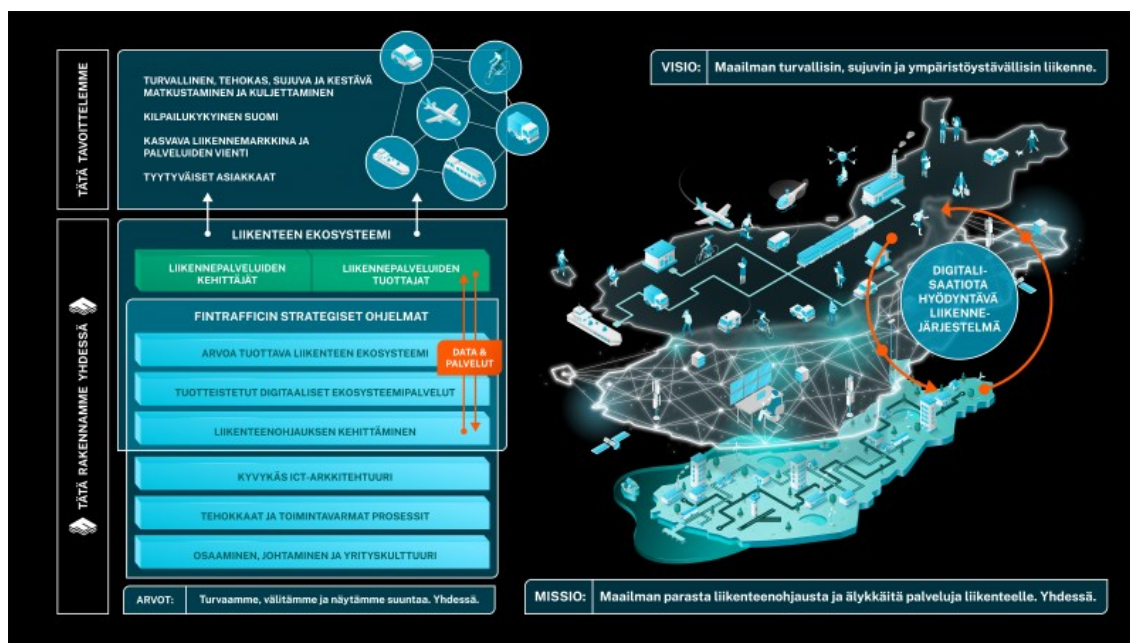 TÄTÄ TAVOITTELEMME
TURVALLINEN, TEHOKAS, SUJUVA JA KESTÄVÄ
MATKUSTAMINEN JA KULJETTAMINEN
KILPAILUKYKYINEN SUOMI
KASVAVA LIIKENNEMARKKINA JA
PALVELUIDEN VIENTI
TYYTYVÄISET ASIAKKAAT
TÄTÄ RAKENNAMME YHDESSÄ
LIIKENTEEN EKOSYSTEEMI
LIIKENNEPALVELUIDEN
KEHITTÄJÄT
LIIKENNEPALVELUIDEN
TUOTTAJAT
FINTRAFFICIN STRATEGISET OHJELMAT
ARVOA TUOTTAVA LIIKENTEEN EKOSYSTEEMI
DATA &
PALVELUT
TUOTTEISTETUT DIGITAALISET EKOSYSTEEMIPALVELUT
LIIKENTEENOHJAUKSEN KEHITTÄMINEN
KYVYKÄS ICT-ARKKITEHTUURI
TEHOKKAAT JA TOIMINTAVARMAT PROSESSIT
OSAAMINEN, JOHTAMINEN JA YRITYSKULTTUURI
ARVOT: Turvaamme, välitämme ja näytämme suuntaa. Yhdessä.
VISIO: Maailman turvallisin, sujuvin ja ympäristöystävällisin liikenne.
DIGITALI-
SAATIOTA
HYÖDYNTÄVÄ
LIIKENNE-
JÄRJESTELMÄ
MISSIO: Maailman parasta liikenteenohjausta ja älykkäitä palveluja liikenteelle. Yhdessä.